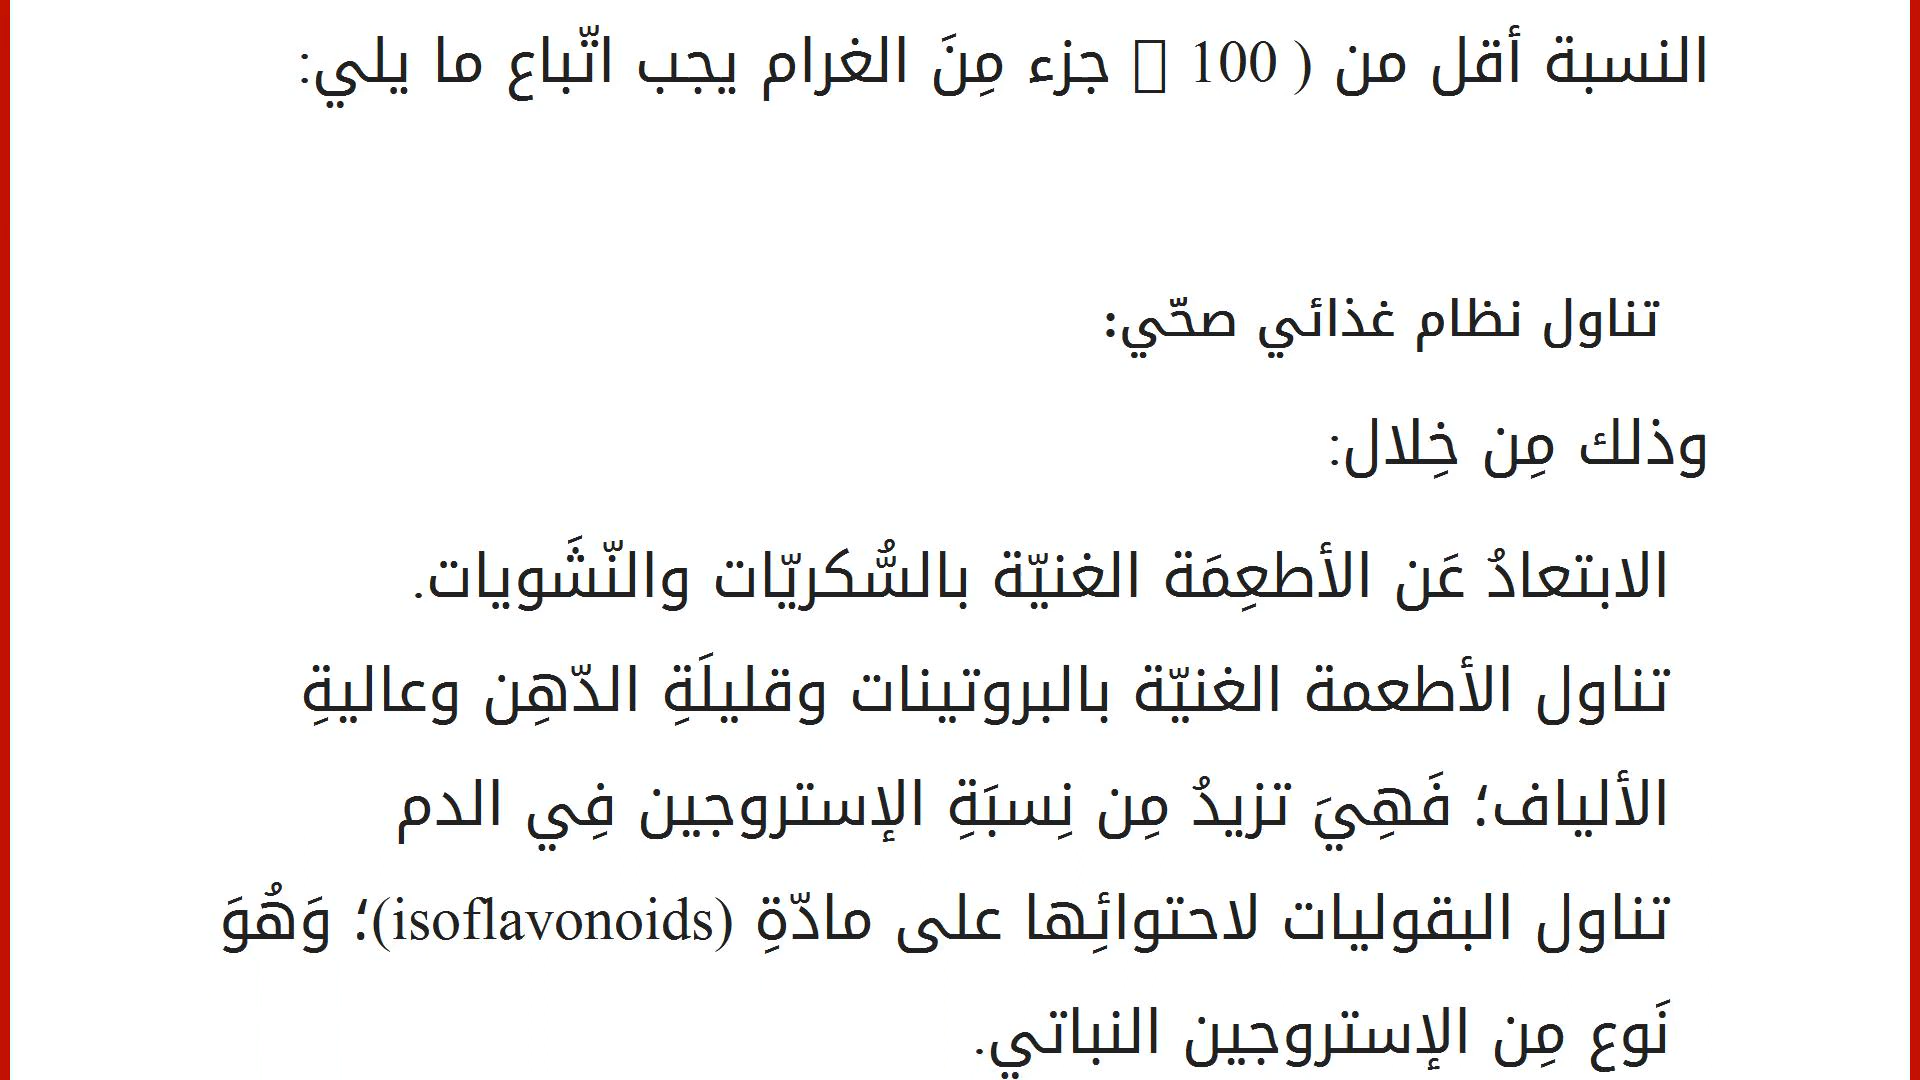 النسبة أقل من ( 100 جزء مِنَ الغرام يجب اتّباع ما يلي:
تناول نظام غذائي صحّي:
وذلك مِن خِلال:
الابتعادُ عَن الأطعِمَة الغنيّة بالسُّكريّات والنّشَويات.
تناول الأطعمة الغنيّة بالبروتينات وقليلَةِ الدّهِن وعاليةِ
الألياف؛ فَهِيَ تزيدُ مِن نِسبَةِ الإستروجين فِي الدم
تناول البقوليات لاحتوائِها على مادّةِ (isoflavonoids)؛ وَهُوَ
نَوع مِن الإستروجين النباتي.